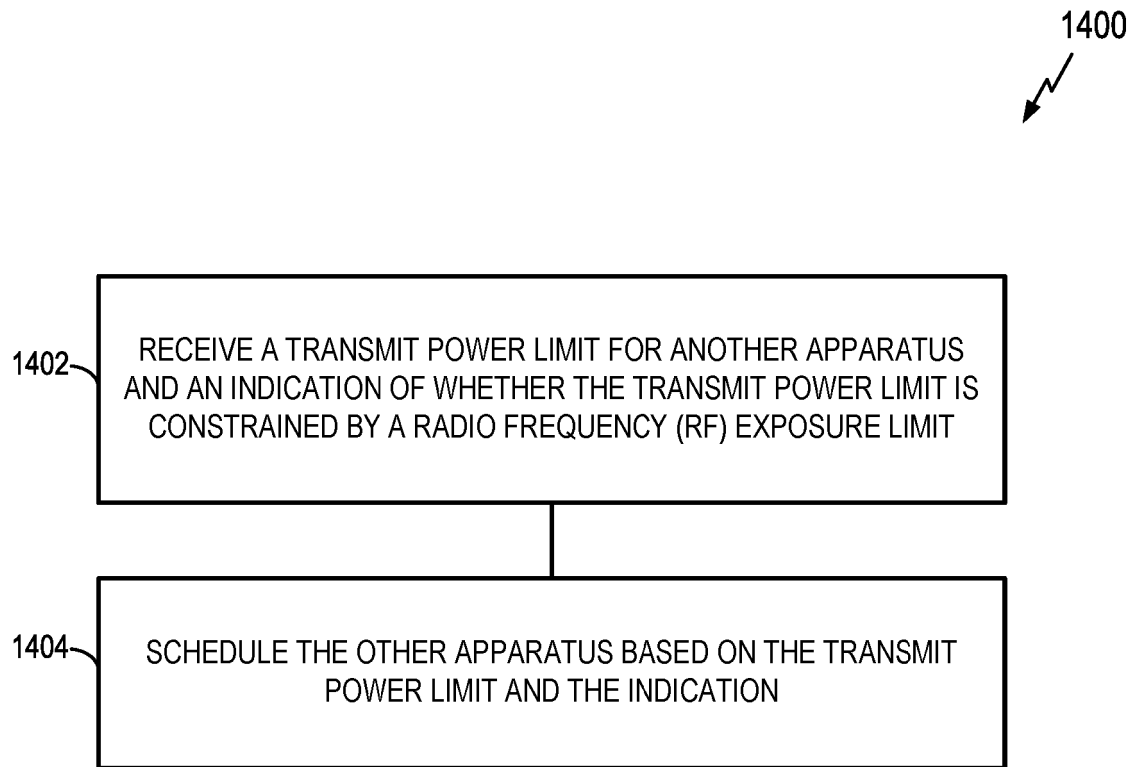 1400
1402
RECEIVE A TRANSMIT POWER LIMIT FOR ANOTHER APPARATUS
AND AN INDICATION OF WHETHER THE TRANSMIT POWER LIMIT IS
CONSTRAINED BY A RADIO FREQUENCY (RF) EXPOSURE LIMIT
1404
SCHEDULE THE OTHER APPARATUS BASED ON THE TRANSMIT
POWER LIMIT AND THE INDICATION